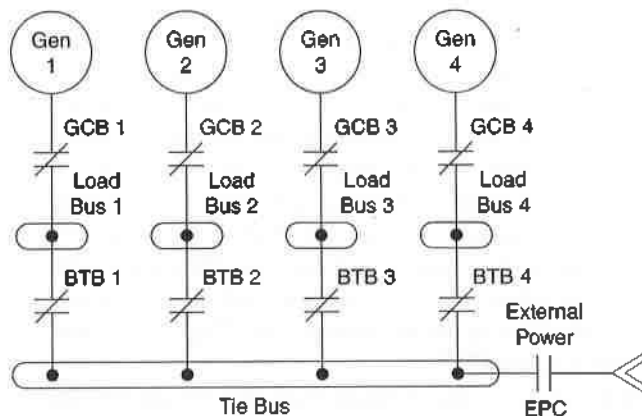 Gen 1
Gen 2
Gen 3
Gen 4
GCB 1
GCB 2
GCB 3
GCB 4
Load Bus 1
Load Bus 2
Load Bus 3
Load Bus 4
BTB 1
BTB 2
BTB 3
BTB 4
External Power
Tie Bus
EPC